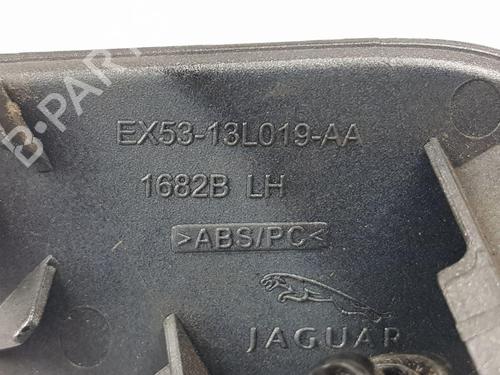 EX53-13L019-AA
1682B LH
>ABS/PC<
JAGUAR